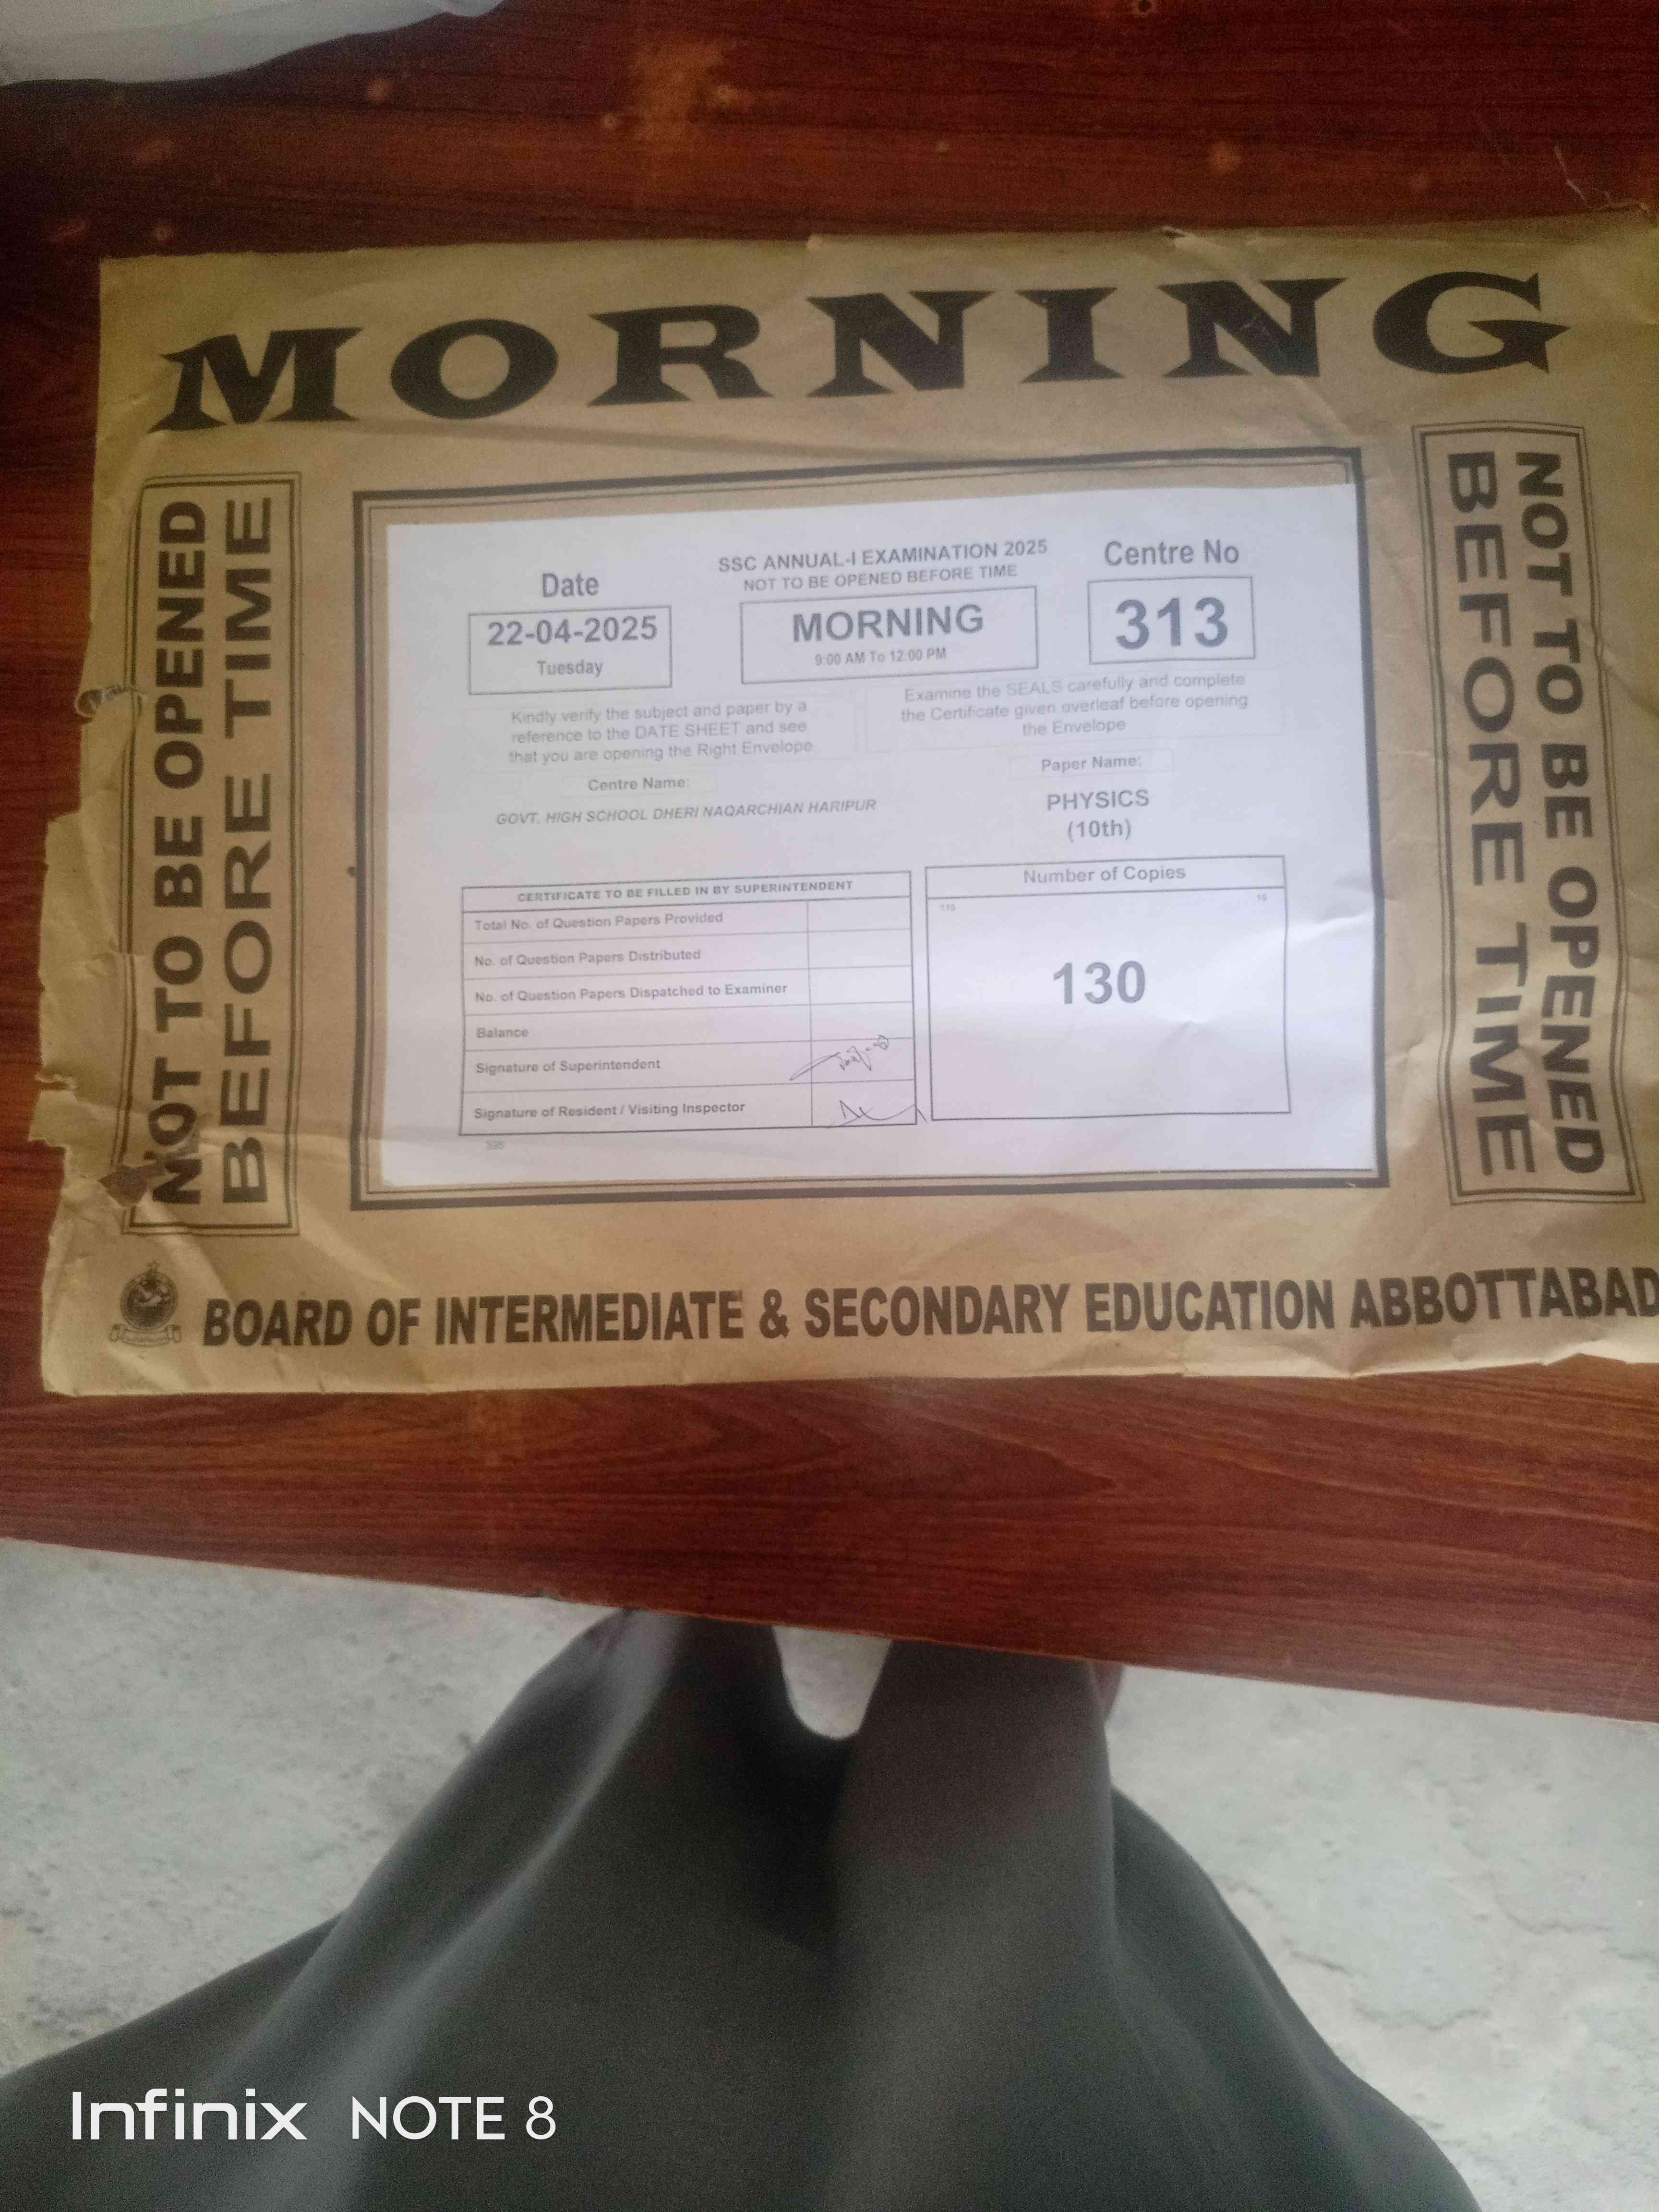 MORNING
NOT TO BE OPENED
BEFORE TIME
NOT TO BE OPENED
BEFORE TIME
SSC ANNUAL-I EXAMINATION 2025
NOT TO BE OPENED BEFORE TIME
Date
22-04-2025
Tuesday
MORNING
9:00 AM To 12:00 PM
Centre No
313
Kindly verify the subject and paper by a
reference to the DATE SHEET and see
that you are opening the Right Envelope
Examine the SEALS carefully and complete
the Certificate given overleaf before opening
the Envelope
Centre Name:
GOVT. HIGH SCHOOL DHERI NAQARCHIAN HARIPUR
Paper Name:
PHYSICS
(10th)
CERTIFICATE TO BE FILLED IN BY SUPERINTENDENT
Total No. of Question Papers Provided
No. of Question Papers Distributed
No. of Question Papers Dispatched to Examiner
Balance
Signature of Superintendent
Signature of Resident / Visiting Inspector
Number of Copies
115 15
130
BOARD OF INTERMEDIATE & SECONDARY EDUCATION ABBOTTABAD
Infinix NOTE 8